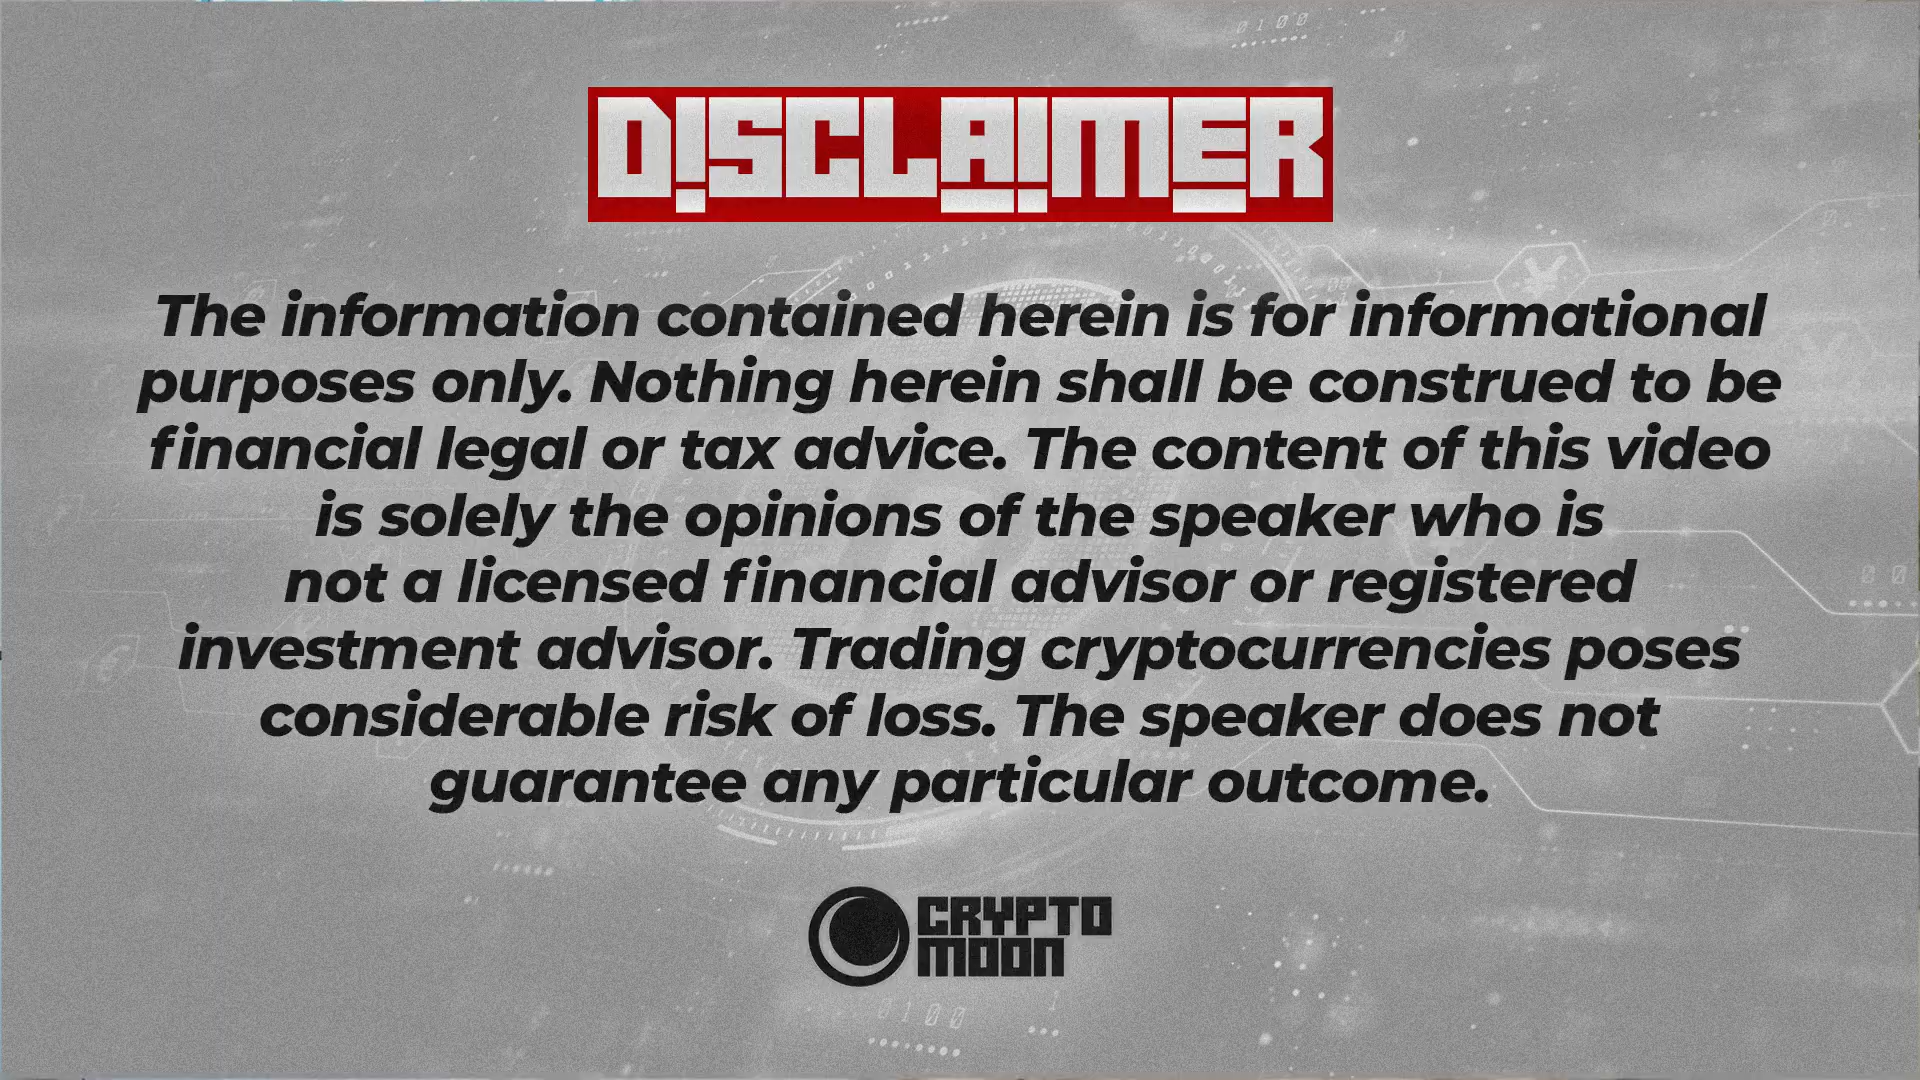 DISCLAIMER
The information contained herein is for informational
purposes only. Nothing herein shall be construed to be
financial legal or tax advice. The content of this video
is solely the opinions of the speaker who is
not a licensed financial advisor or registered
investment advisor. Trading cryptocurrencies poses
considerable risk of loss. The speaker does not
guarantee any particular outcome.
CRYPTO
MOON